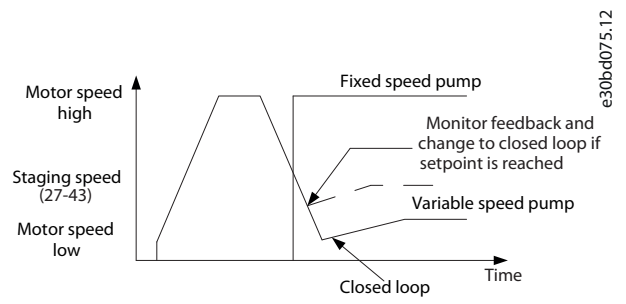 e30bd075.12
Motor speed
high
Fixed speed pump
Monitor feedback and
change to closed loop if
setpoint is reached
Staging speed
(27-43)
Variable speed pump
Motor speed
low
Time
Closed loop